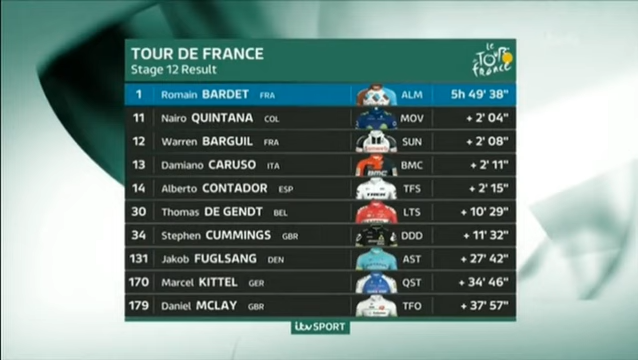 TOUR DE FRANCE
Stage 12 Result
LE TOUR de france
1 Romain BARDET FRA ALM 5h 49' 38"
11 Nairo QUINTANA COL MOV + 2' 04"
12 Warren BARGUIL FRA SUN + 2' 08"
13 Damiano CARUSO ITA BMC + 2' 11"
14 Alberto CONTADOR ESP TFS + 2' 15"
30 Thomas DE GENDT BEL LTS + 10' 29"
34 Stephen CUMMINGS GBR DDD + 11' 32"
131 Jakob FUGLSANG DEN AST + 27' 42"
170 Marcel KITTEL GER QST + 34' 46"
179 Daniel MCLAY GBR TFO + 37' 57"
itv SPORT